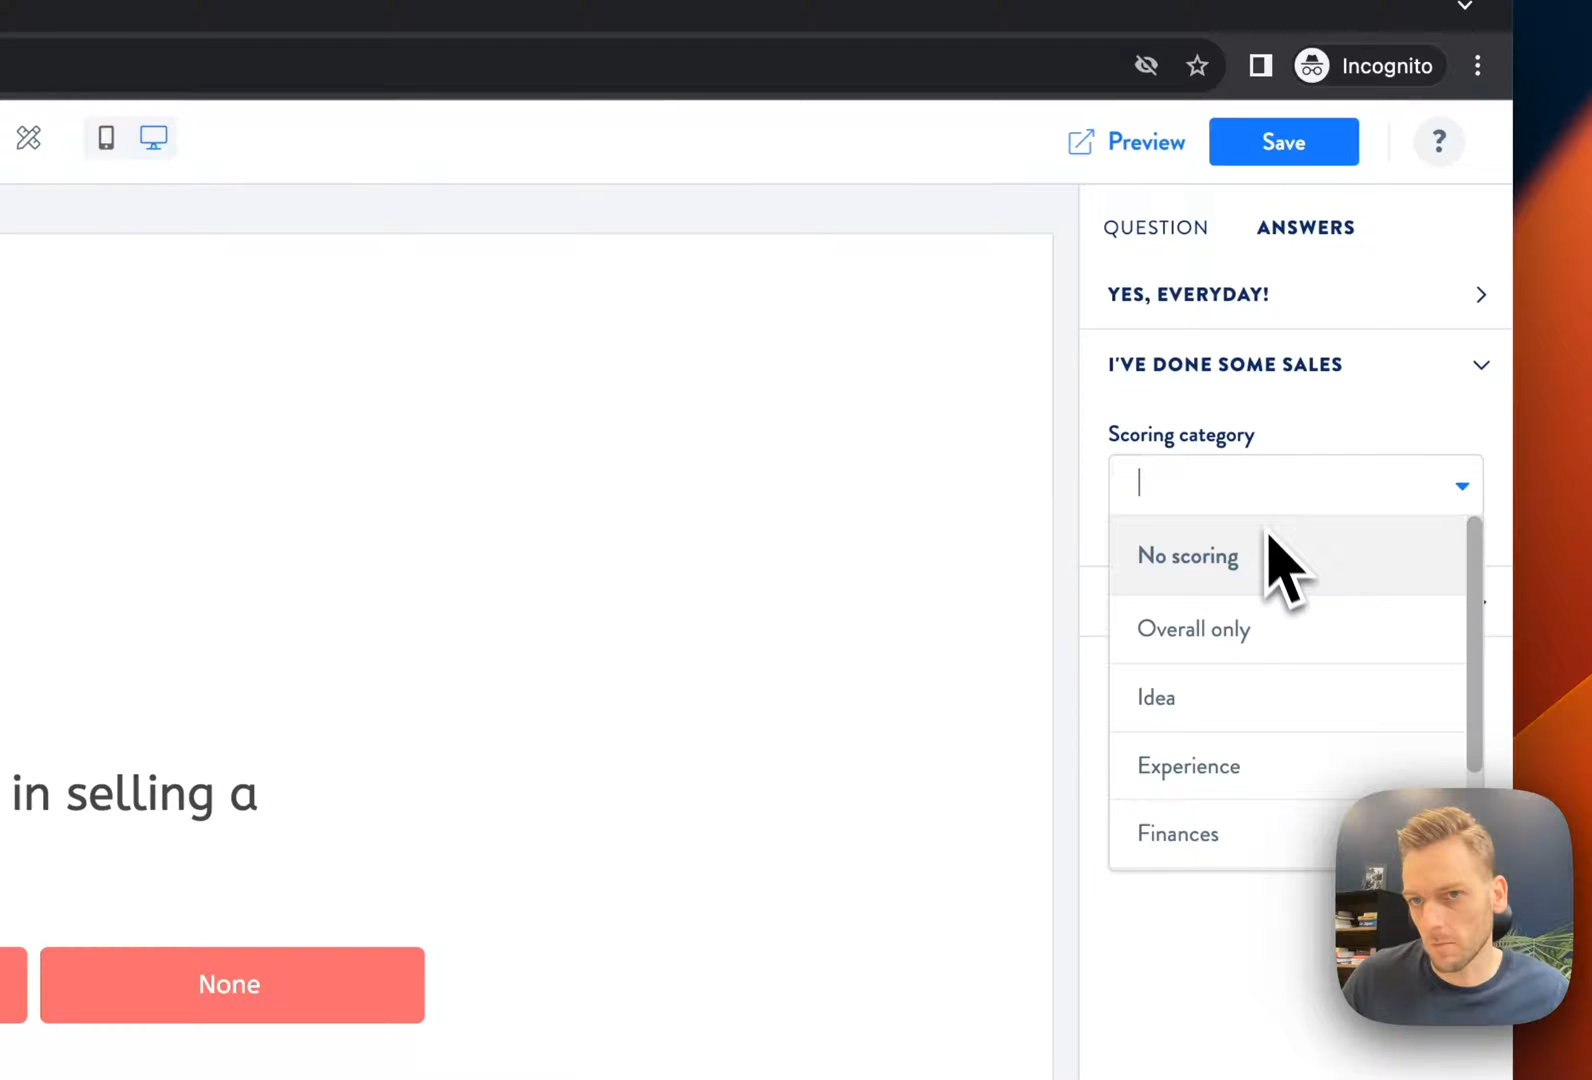 Incognito
Preview
Save
?
QUESTION
ANSWERS
YES, EVERYDAY!
I'VE DONE SOME SALES
Scoring category
No scoring
Overall only
Idea
Experience
Finances
in selling a
None